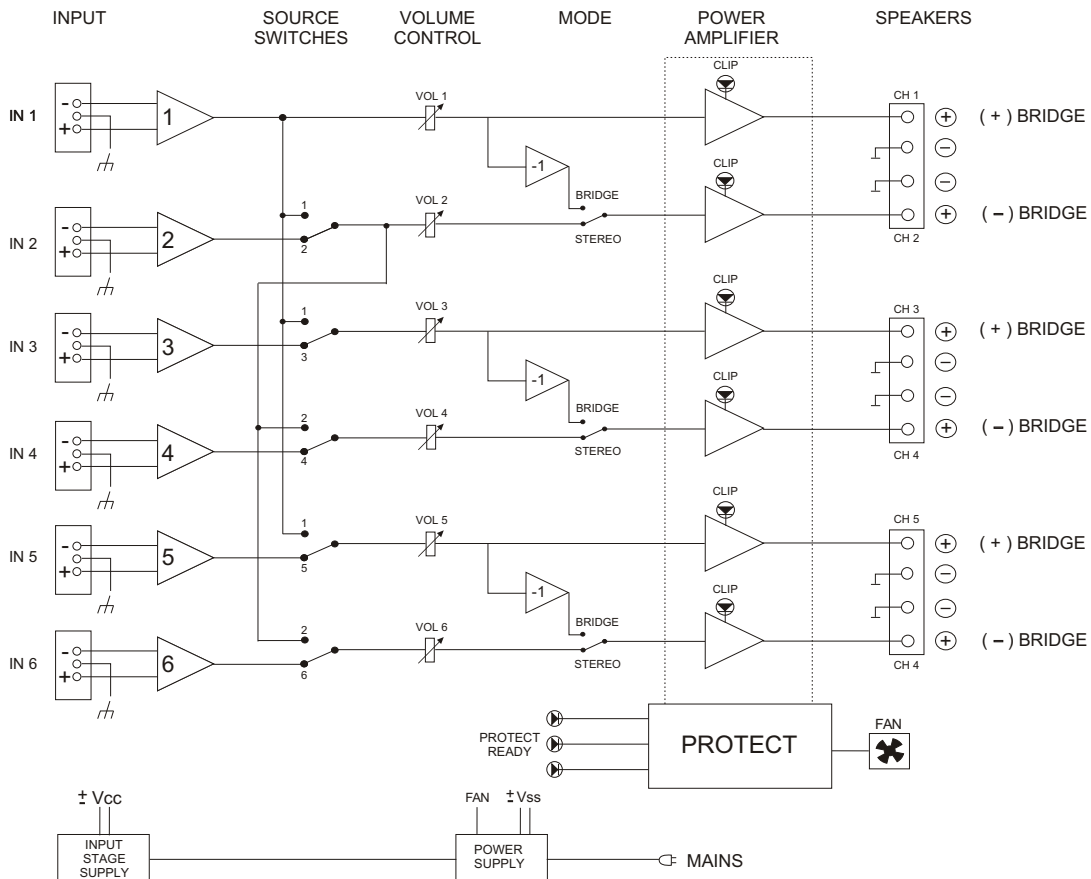 INPUT
SOURCE
SWITCHES
VOLUME
CONTROL
MODE
POWER
AMPLIFIER
SPEAKERS
IN 1
-
+
1
VOL 1
-1
CLIP
CH 1
+
( + ) BRIDGE
-
-
BRIDGE
STEREO
IN 2
-
+
2
1
2
VOL 2
CLIP
+
( - ) BRIDGE
CH 2
IN 3
-
+
3
1
3
VOL 3
-1
CLIP
CH 3
+
( + ) BRIDGE
-
-
BRIDGE
STEREO
IN 4
-
+
4
2
4
VOL 4
CLIP
+
( - ) BRIDGE
CH 4
IN 5
-
+
5
1
5
VOL 5
-1
CLIP
CH 5
+
( + ) BRIDGE
-
-
BRIDGE
STEREO
IN 6
-
+
6
2
6
VOL 6
CLIP
+
( - ) BRIDGE
CH 4
PROTECT
READY
PROTECT
FAN
± Vcc
INPUT
STAGE
SUPPLY
FAN
± Vss
POWER
SUPPLY
MAINS